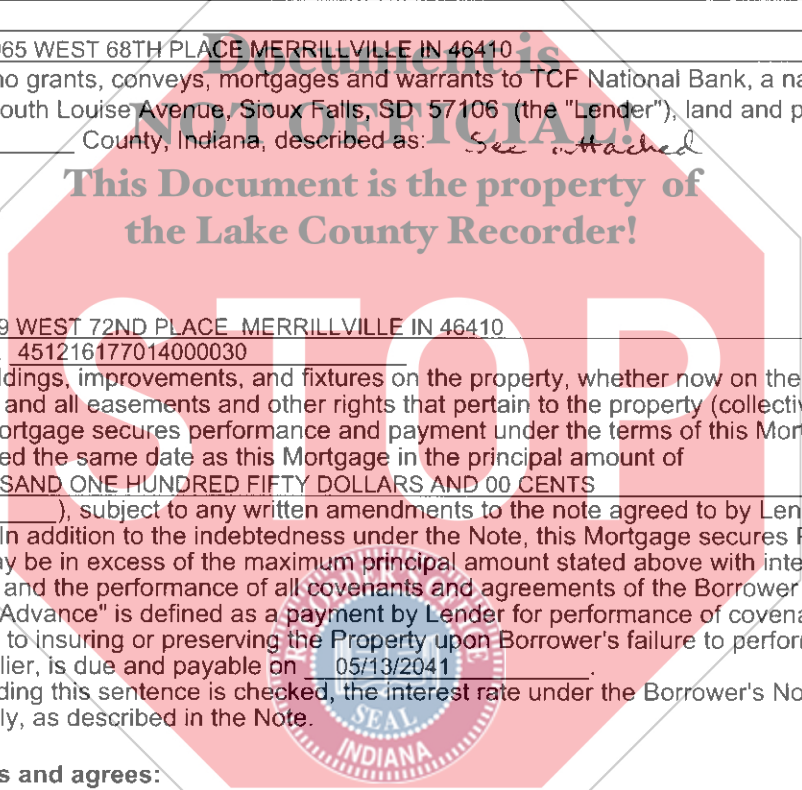 065 WEST 68TH PLACE MERRILLVILLE IN 46410
Document is
no grants, conveys, mortgages and warrants to TCF National Bank, a na
outh Louise Avenue, Sioux Falls, SD 57106 (the "Lender"), land and p
NOT OFFICIAL!
County, Indiana, described as: See attached
This Document is the property of
the Lake County Recorder!
STOP
9 WEST 72ND PLACE MERRILLVILLE IN 46410
451216177014000030
ldings, improvements, and fixtures on the property, whether now on the
and all easements and other rights that pertain to the property (collectiv
ortgage secures performance and payment under the terms of this Mort
ed the same date as this Mortgage in the principal amount of
SAND ONE HUNDRED FIFTY DOLLARS AND 00 CENTS
), subject to any written amendments to the note agreed to by Len
In addition to the indebtedness under the Note, this Mortgage secures
y be in excess of the maximum principal amount stated above with inte
and the performance of all covenants and agreements of the Borrower
Advance" is defined as a payment by Lender for performance of covena
to insuring or preserving the Property upon Borrower's failure to perfor
lier, is due and payable on 05/13/2041.
ding this sentence is checked, the interest rate under the Borrower's No
ly, as described in the Note.
RECORDER'S OFFICE
SEAL
INDIANA
s and agrees: